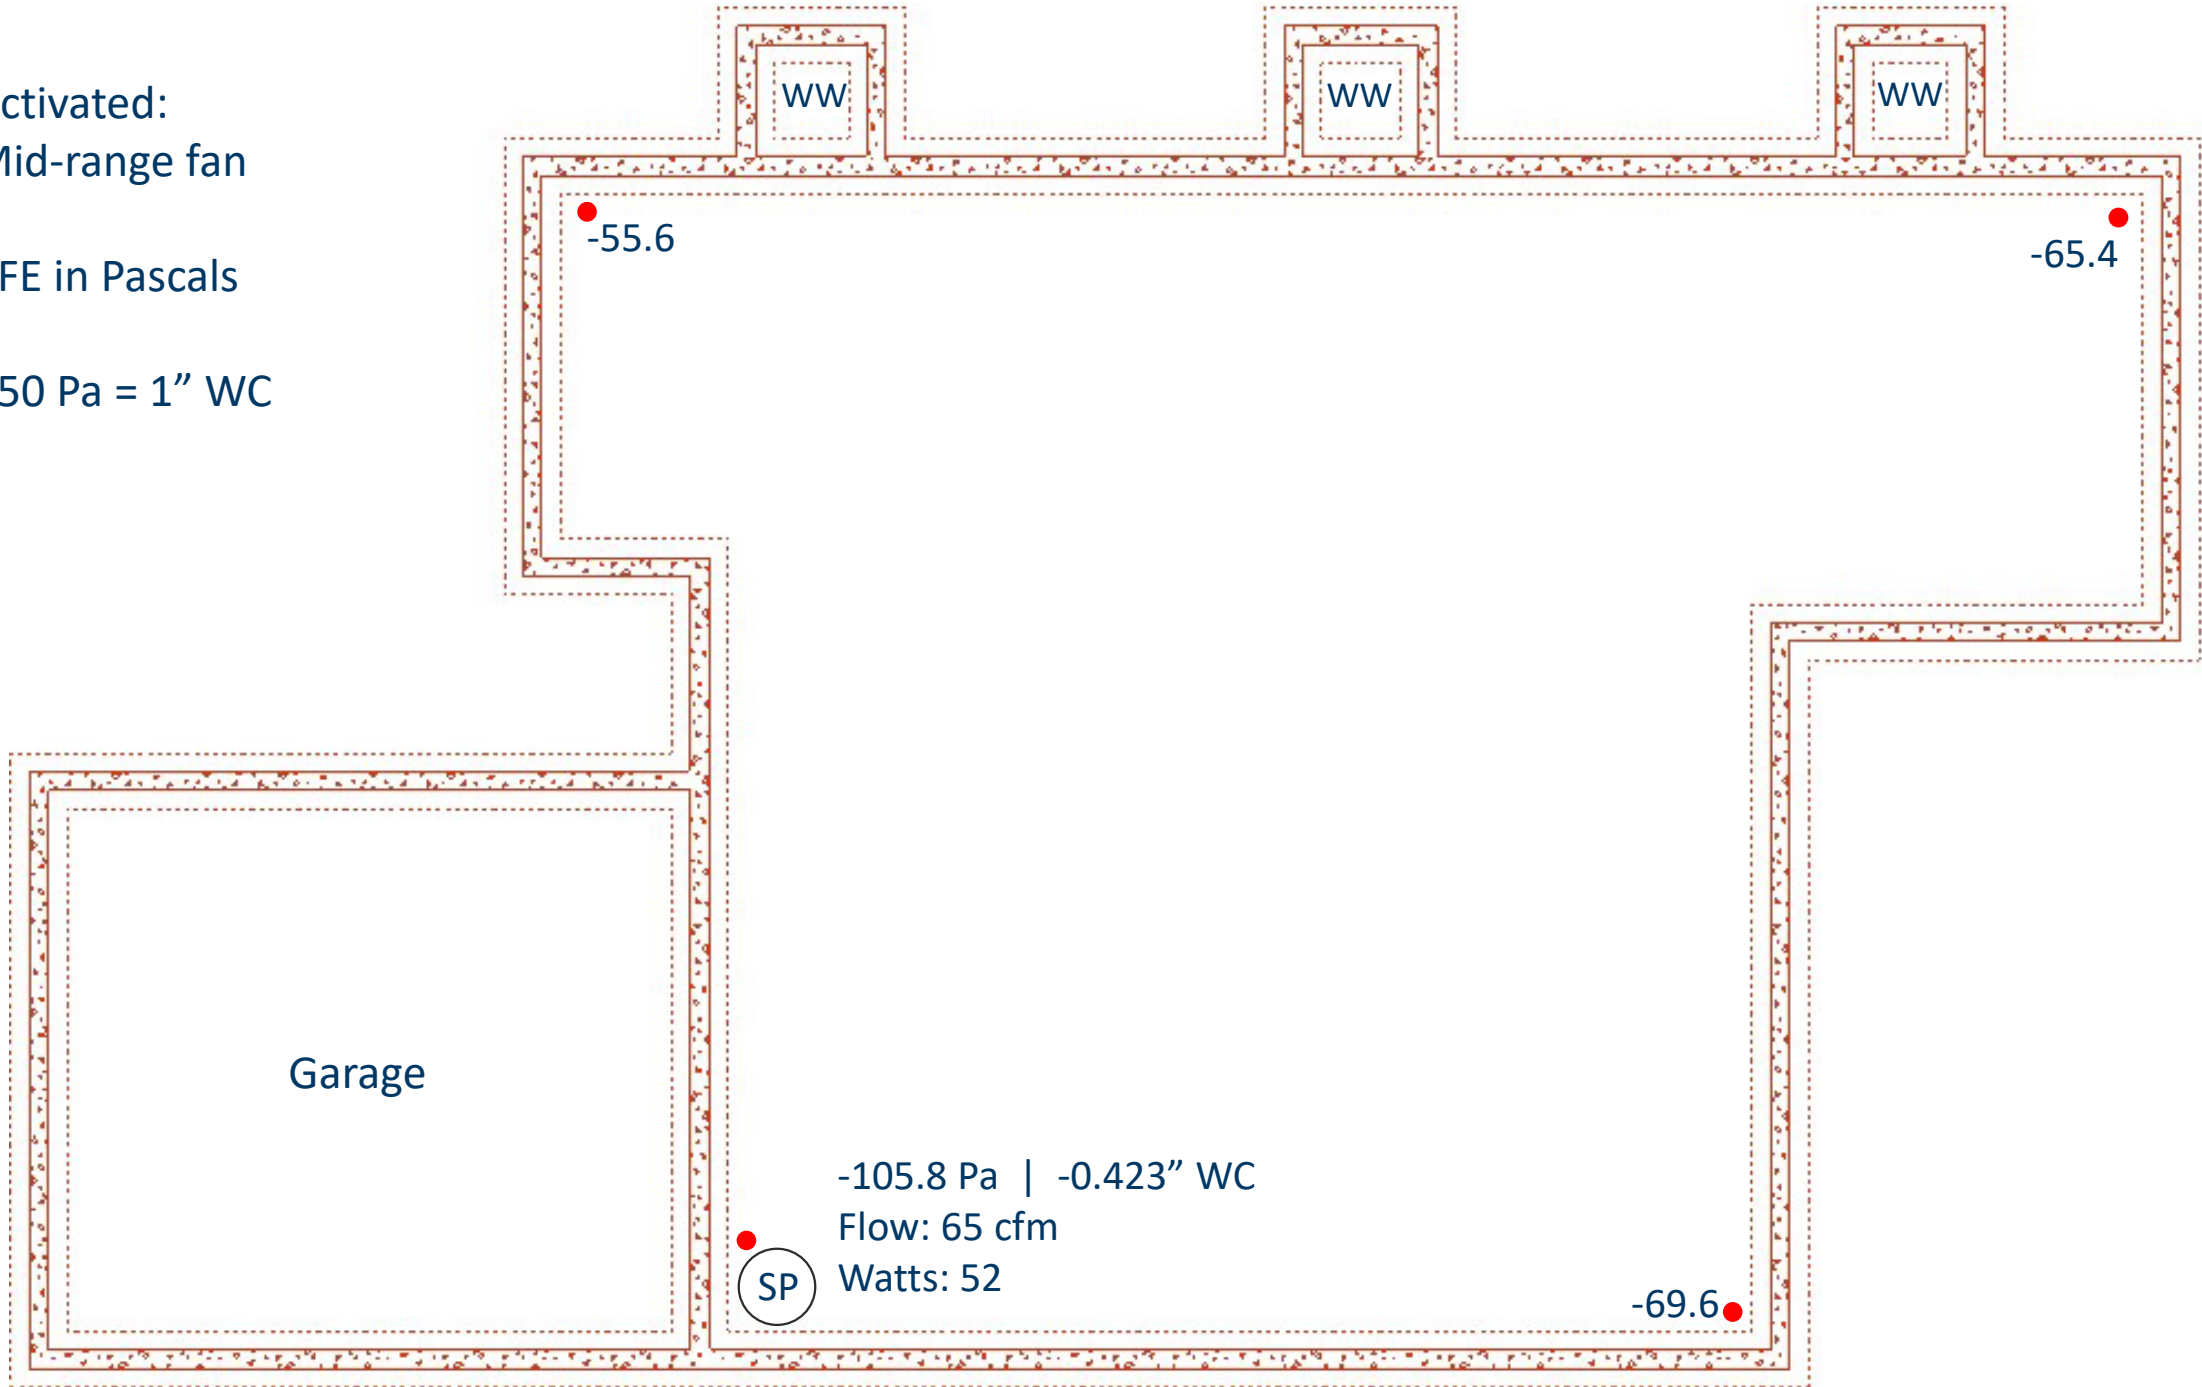 ctivated:
Mid-range fan
FE in Pascals
50 Pa = 1” WC
WW
WW
WW
-55.6
-65.4
Garage
-105.8 Pa | -0.423” WC
Flow: 65 cfm
Watts: 52
SP
-69.6